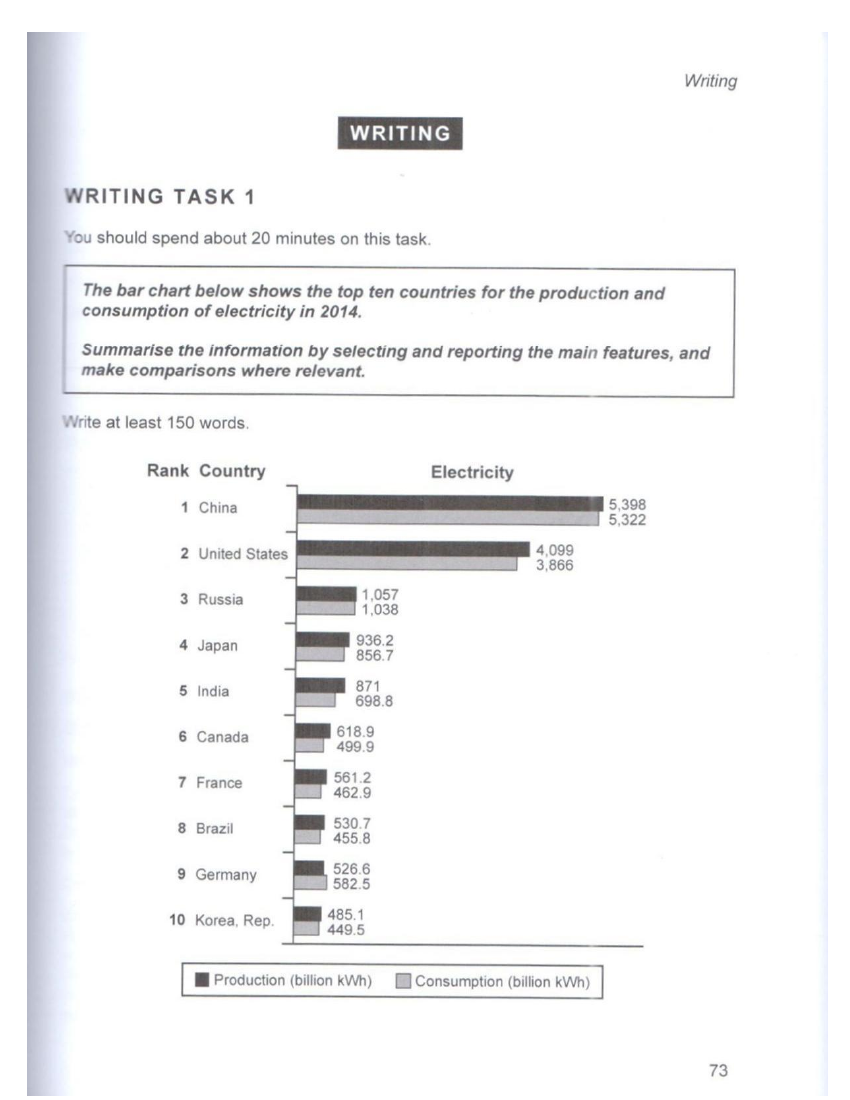 Writing
WRITING
WRITING TASK 1
You should spend about 20 minutes on this task.
The bar chart below shows the top ten countries for the production and
consumption of electricity in 2014.
Summarise the information by selecting and reporting the main features, and
make comparisons where relevant.
Write at least 150 words.
Rank Country Electricity
1 China 5,398
5,322
2 United States 4,099
3,866
3 Russia 1,057
1,038
4 Japan 936.2
856.7
5 India 871
698.8
6 Canada 618.9
499.9
7 France 561.2
462.9
8 Brazil 530.7
455.8
9 Germany 526.6
582.5
10 Korea, Rep. 485.1
449.5
Production (billion kWh) Consumption (billion kWh)
73